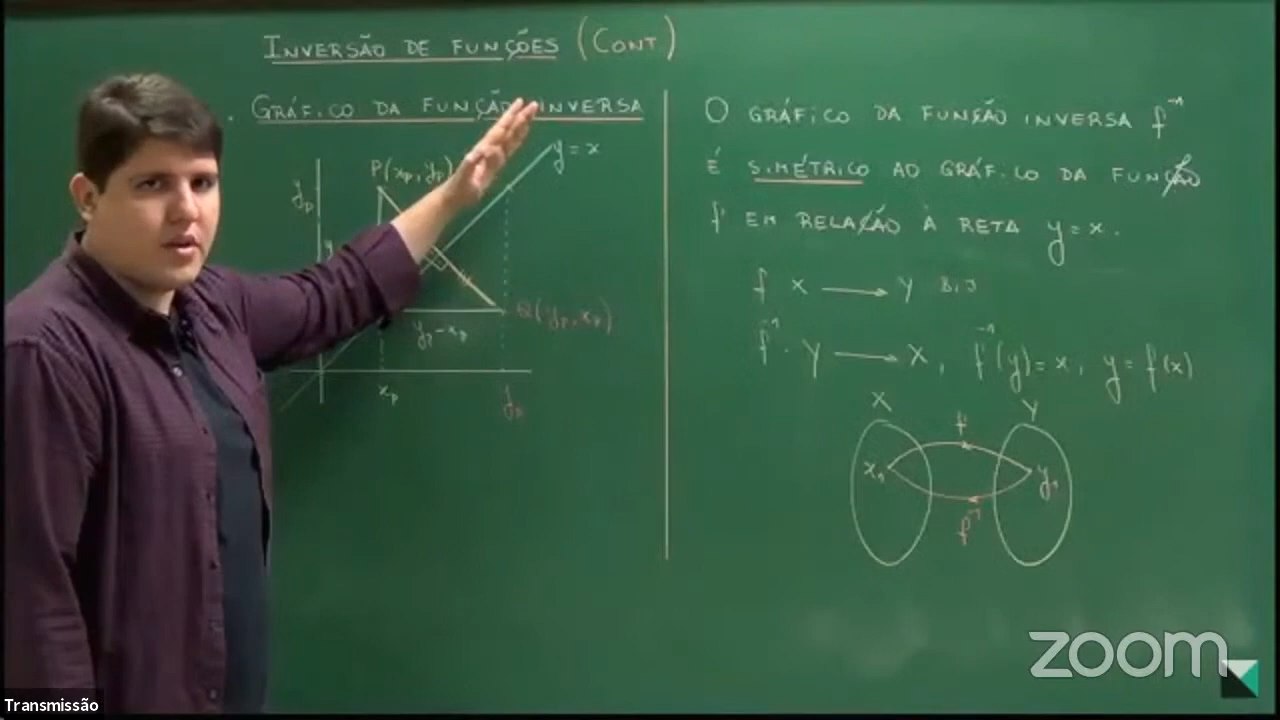 INVERSÃO DE FUNÇÕES (CONT)
GRÁFICO DA FUNÇÃO INVERSA
y = x
P(xₚ, yₚ)
yₚ
y
Q(yₚ, xₚ)
yₚ-xₚ
xₚ
yₚ
O GRÁFICO DA FUNÇÃO INVERSA f⁻¹
É SIMÉTRICO AO GRÁFICO DA FUNÇÃO
f EM RELAÇÃO À RETA y = x.
f X → Y BIJ
f⁻¹. Y → X, f⁻¹(y) = x, y = f(x)
X Y
f
x₁ y₁
f⁻¹
zoom
Transmissão